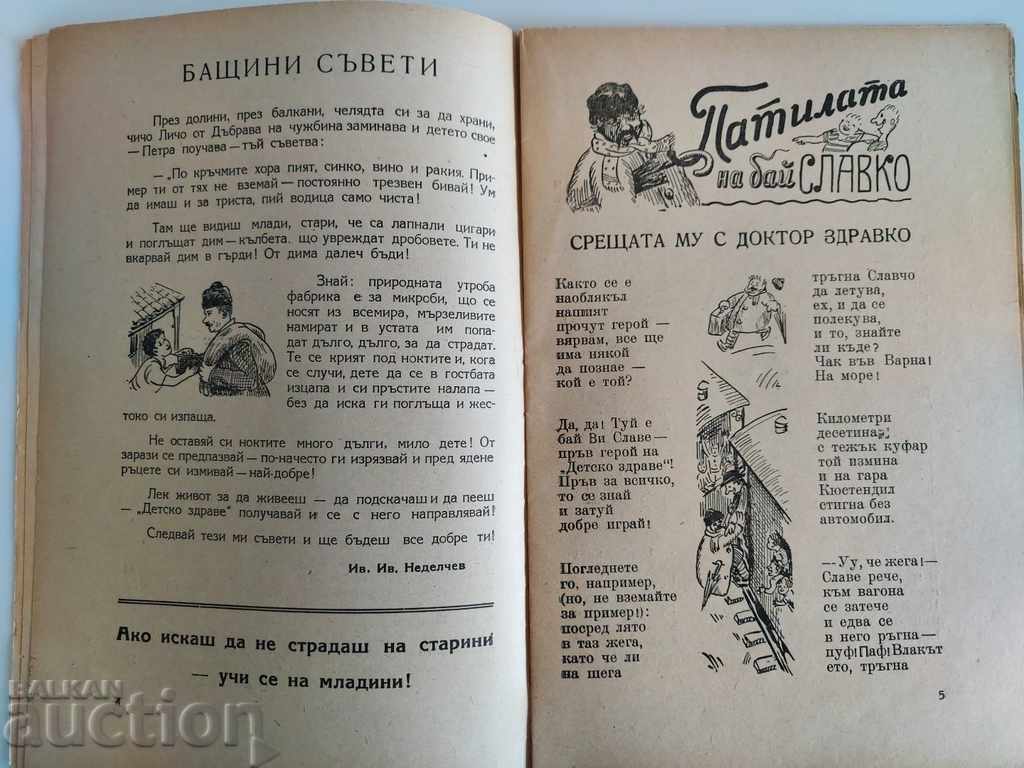 БАЩИНИ СЪВЕТИ
През долини, през балкани, челядта си за да храни,
чичо Личо от Дъбрава на чужбина заминава и детето свое
— Петра поучава — тъй съветва:
— „По кръчмите хора пият, синко, вино и ракия. При-
мер ти от тях не вземай — постоянно трезвен бивай! Ум
да имаш и за триста, пий водица само чиста!
Там ще видиш млади, стари, че са лапнали цигари
и поглъщат дим — кълбета. що увреждат дробовете. Ти не
вкарвай дим в гърди! От дима далеч бъди!
Знай: природната утроба
фабрика е за микроби, що се
носят из всемира, мързеливите
намират и в устата им попа-
дат дълго, дълго, за да страдат.
Те се крият под ноктите и, кога
се случи, дете да се в гостбата
изцапа и си пръстите налапа —
без да иска ги поглъща и жес-
токо си изпаща.
Не оставяй си ноктите много дълги, мило дете! От
зарази се предпазвай — по-начесто ги изрязвай и пред ядене
ръцете си измивай — най-добре!
Лек живот за да живееш — да подскачаш и да пееш
— „Детско здраве“ получавай и се с него направлявай!
Следвай тези ми съвети и ще бъдеш все добре ти!
Ив. Ив. Неделчев
Ако искаш да не страдаш на старини
— учи се на младини!
4
BALKAN
auction
Патилата
на бай СЛАВКО
СРЕЩАТА МУ С ДОКТОР ЗДРАВКО
Както се е
наоблякъл
нашият
прочут герой —
вярвам, все ще
има някой
да познае —
кой е той?
Да, да! Туй е
бай Ви Славе —
пръв герой на
„Детско здраве“!
Пръв за всичко,
то се знай
и затуй
добре играй!
Погледнете
го, например,
(но, не вземайте
за пример!):
посред лято
в таз жега,
като че ли
на шега
тръгна Славчо
да летува,
ех, и да се
полекува,
и то, знайте
ли къде?
Чак във Варна!
На море!
Километри
десетина,
с тежък куфар
той измина
и на гара
Кюстендил
стигна без
автомобил.
— Уу, че жега! —
Славе рече,
към вагона
се затече
и едва се
в него ръгна —
пуф! Паф! Влакът
ето, тръгна
5